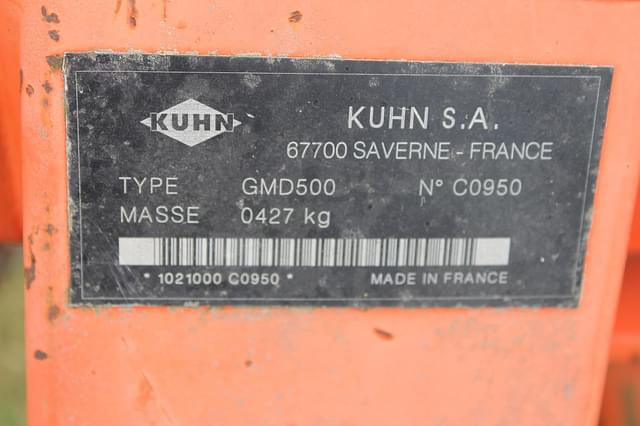 KUHN
KUHN S.A.
67700 SAVERNE - FRANCE
TYPE GMD500 N° C0950
MASSE 0427 kg
* 1021000 C0950 * MADE IN FRANCE